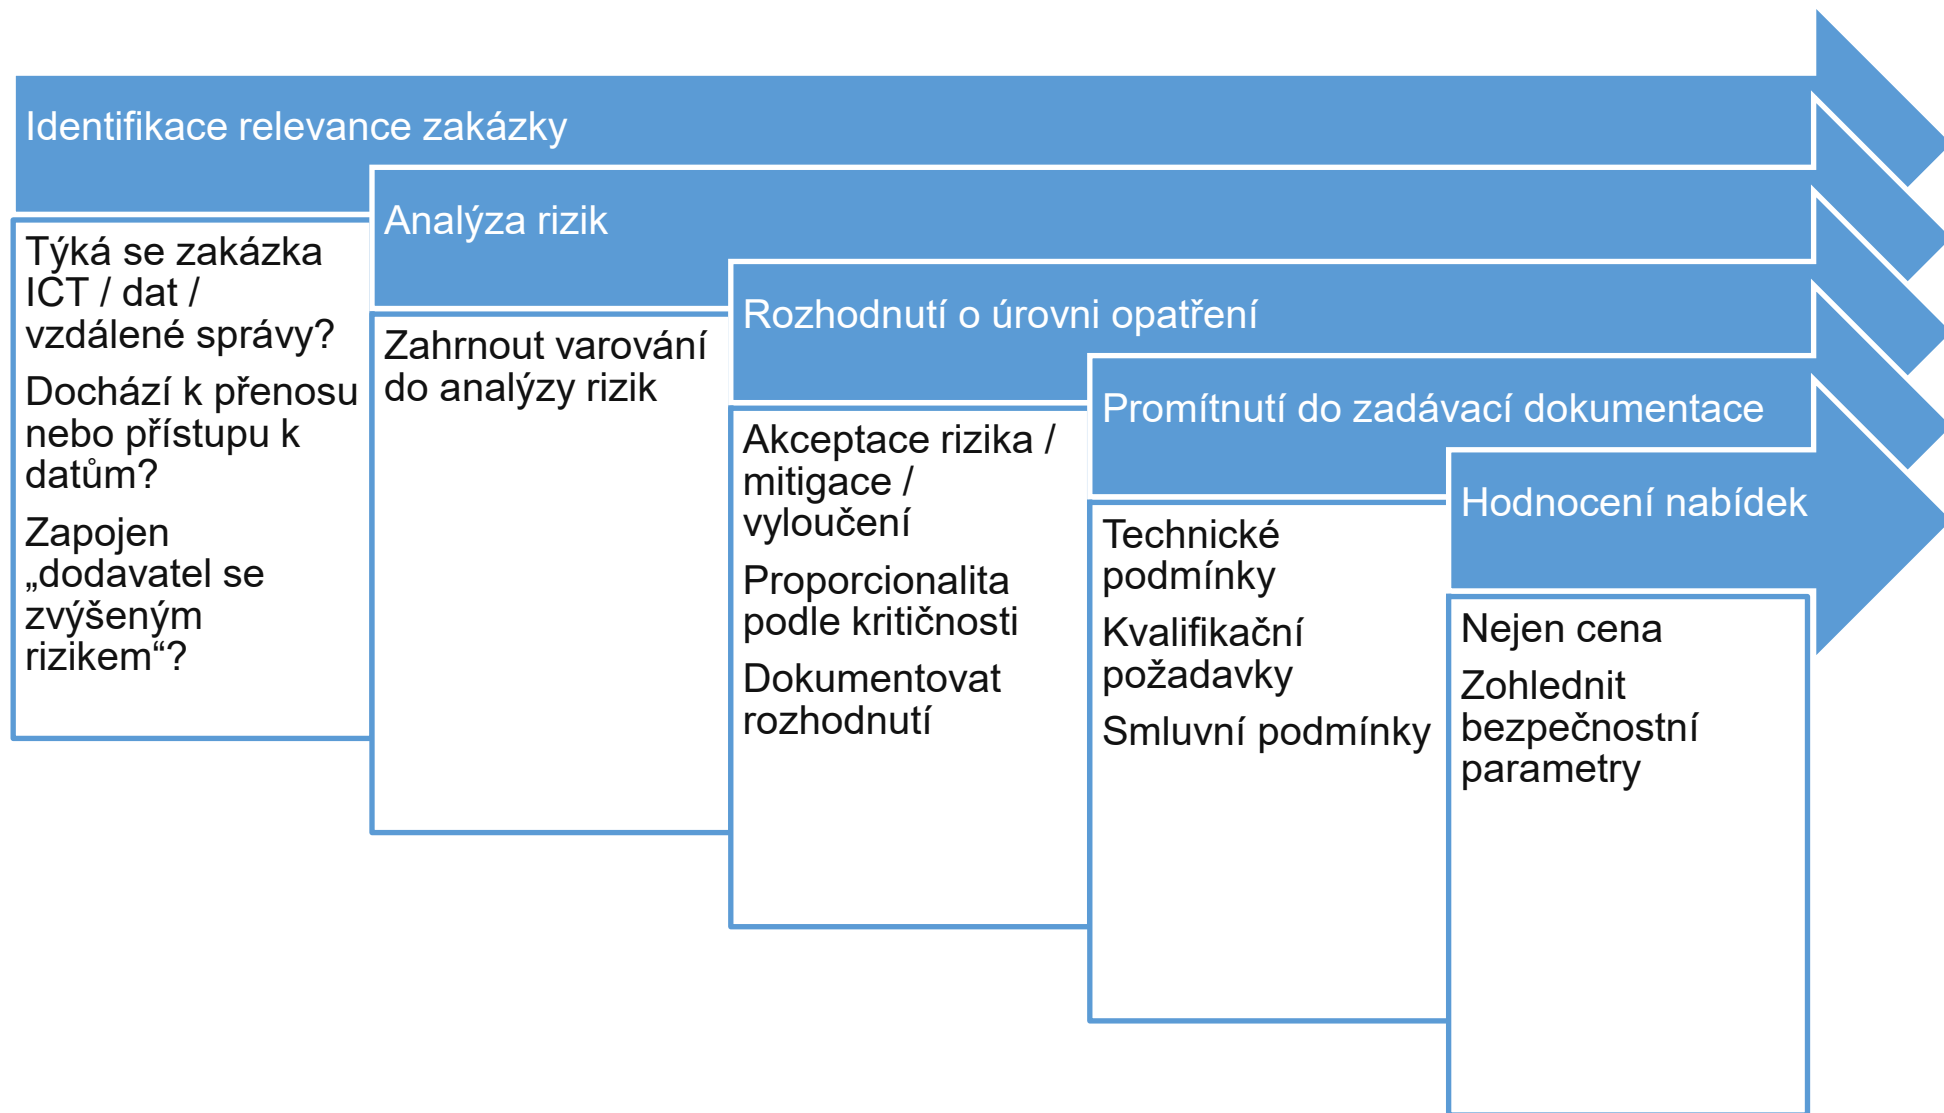 Identifikace relevance zakázky
Týká se zakázka
ICT / dat /
vzdálené správy?
Dochází k přenosu
nebo přístupu k
datům?
Zapojen
„dodavatel se
zvýšeným
rizikem“?
Analýza rizik
Zahrnout varování
do analýzy rizik
Rozhodnutí o úrovni opatření
Akceptace rizika /
mitigace /
vyloučení
Proporcionalita
podle kritičnosti
Dokumentovat
rozhodnutí
Promítnutí do zadávací dokumentace
Technické
podmínky
Kvalifikační
požadavky
Smluvní podmínky
Hodnocení nabídek
Nejen cena
Zohlednit
bezpečnostní
parametry